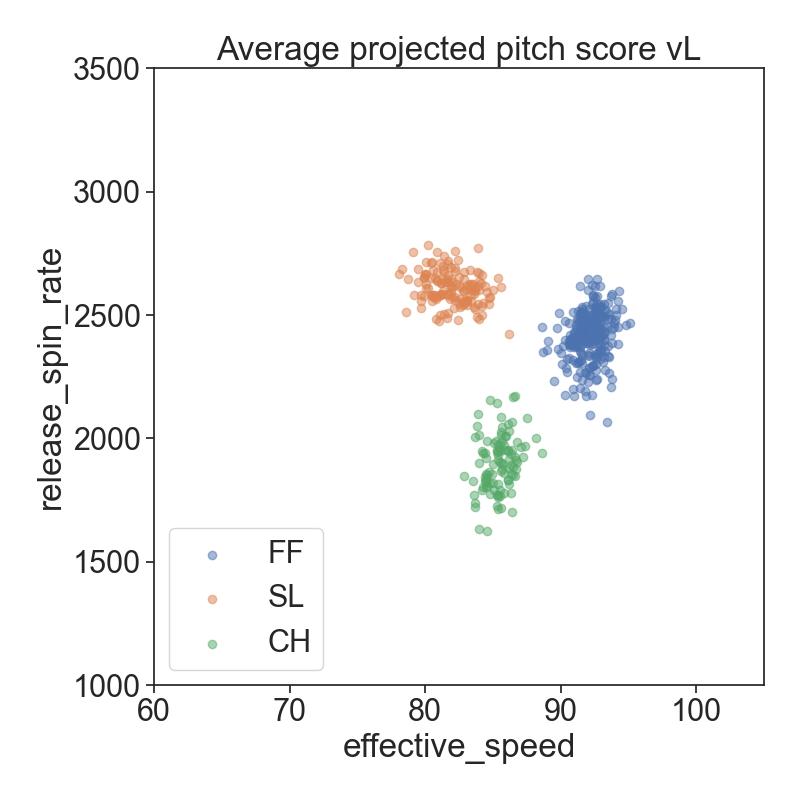 Average projected pitch score vL
3500
3000
2500
2000
1500
1000
release_spin_rate
FF
SL
CH
60
70
80
90
100
effective_speed